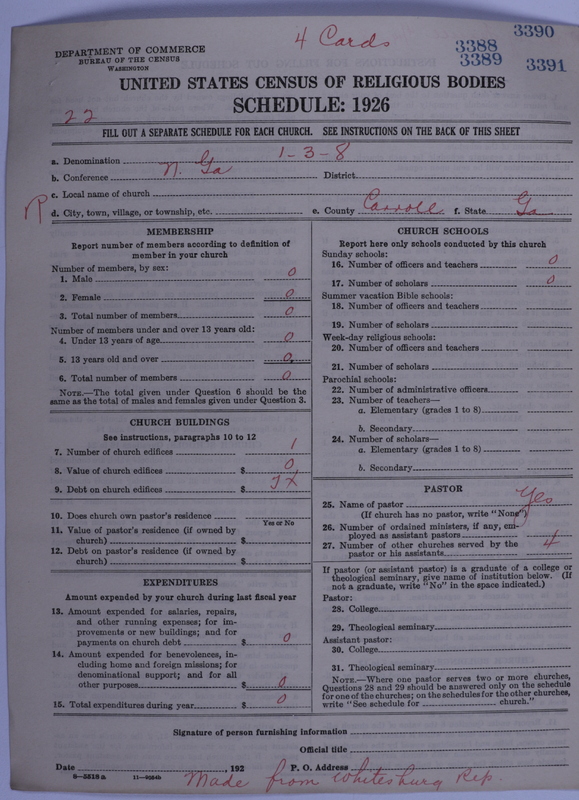 4 Cards
3390
3388
3389
3391
DEPARTMENT OF COMMERCE
BUREAU OF THE CENSUS
WASHINGTON
UNITED STATES CENSUS OF RELIGIOUS BODIES
SCHEDULE: 1926
22
FILL OUT A SEPARATE SCHEDULE FOR EACH CHURCH. SEE INSTRUCTIONS ON THE BACK OF THIS SHEET
a. Denomination 1-3-8
b. Conference N. Ga District
c. Local name of church
R d. City, town, village, or township, etc. e. County Carroll f. State Ga
MEMBERSHIP
Report number of members according to definition of
member in your church
Number of members, by sex:
1. Male 0
2. Female 0
3. Total number of members 0
Number of members under and over 13 years old:
4. Under 13 years of age 0
5. 13 years old and over 0
6. Total number of members 0
NOTE.—The total given under Question 6 should be
same as the total of males and females given under Question 3.
CHURCH BUILDINGS
See instructions, paragraphs 10 to 12
7. Number of church edifices 1
8. Value of church edifices $ 0
9. Debt on church edifices $
10. Does church own pastor's residence
Yes or No
11. Value of pastor's residence (if owned by
church) $
12. Debt on pastor's residence (if owned by
church) $
EXPENDITURES
Amount expended by your church during last fiscal year
13. Amount expended for salaries, repairs,
and other running expenses; for im-
provements or new buildings; and for
payments on church debt $ 0
14. Amount expended for benevolences, in-
cluding home and foreign missions; for
denominational support; and for all
other purposes $ 0
15. Total expenditures during year $ 0
CHURCH SCHOOLS
Report here only schools conducted by this church
Sunday schools:
16. Number of officers and teachers 0
17. Number of scholars 0
Summer vacation Bible schools:
18. Number of officers and teachers
19. Number of scholars
Week-day religious schools:
20. Number of officers and teachers
21. Number of scholars
Parochial schools:
22. Number of administrative officers
23. Number of teachers—
a. Elementary (grades 1 to 8)
b. Secondary
24. Number of scholars—
a. Elementary (grades 1 to 8)
b. Secondary
PASTOR
25. Name of pastor Yes
(If church has no pastor, write "None")
26. Number of ordained ministers, if any, em-
ployed as assistant pastors
27. Number of other churches served by the
pastor or his assistants 4
If pastor (or assistant pastor) is a graduate of a college or
theological seminary, give name of institution below. (If
not a graduate, write "No" in the space indicated.)
Pastor:
28. College
29. Theological seminary
Assistant pastor:
30. College
31. Theological seminary
NOTE.—Where one pastor serves two or more churches,
Questions 28 and 29 should be answered only on the schedule
for one of the churches; on the schedules for the other churches,
write "See schedule for church."
Signature of person furnishing information
Official title
Date , 192 P. O. Address
8—5518a 11—9054b
Made from Whitesburg Rep.